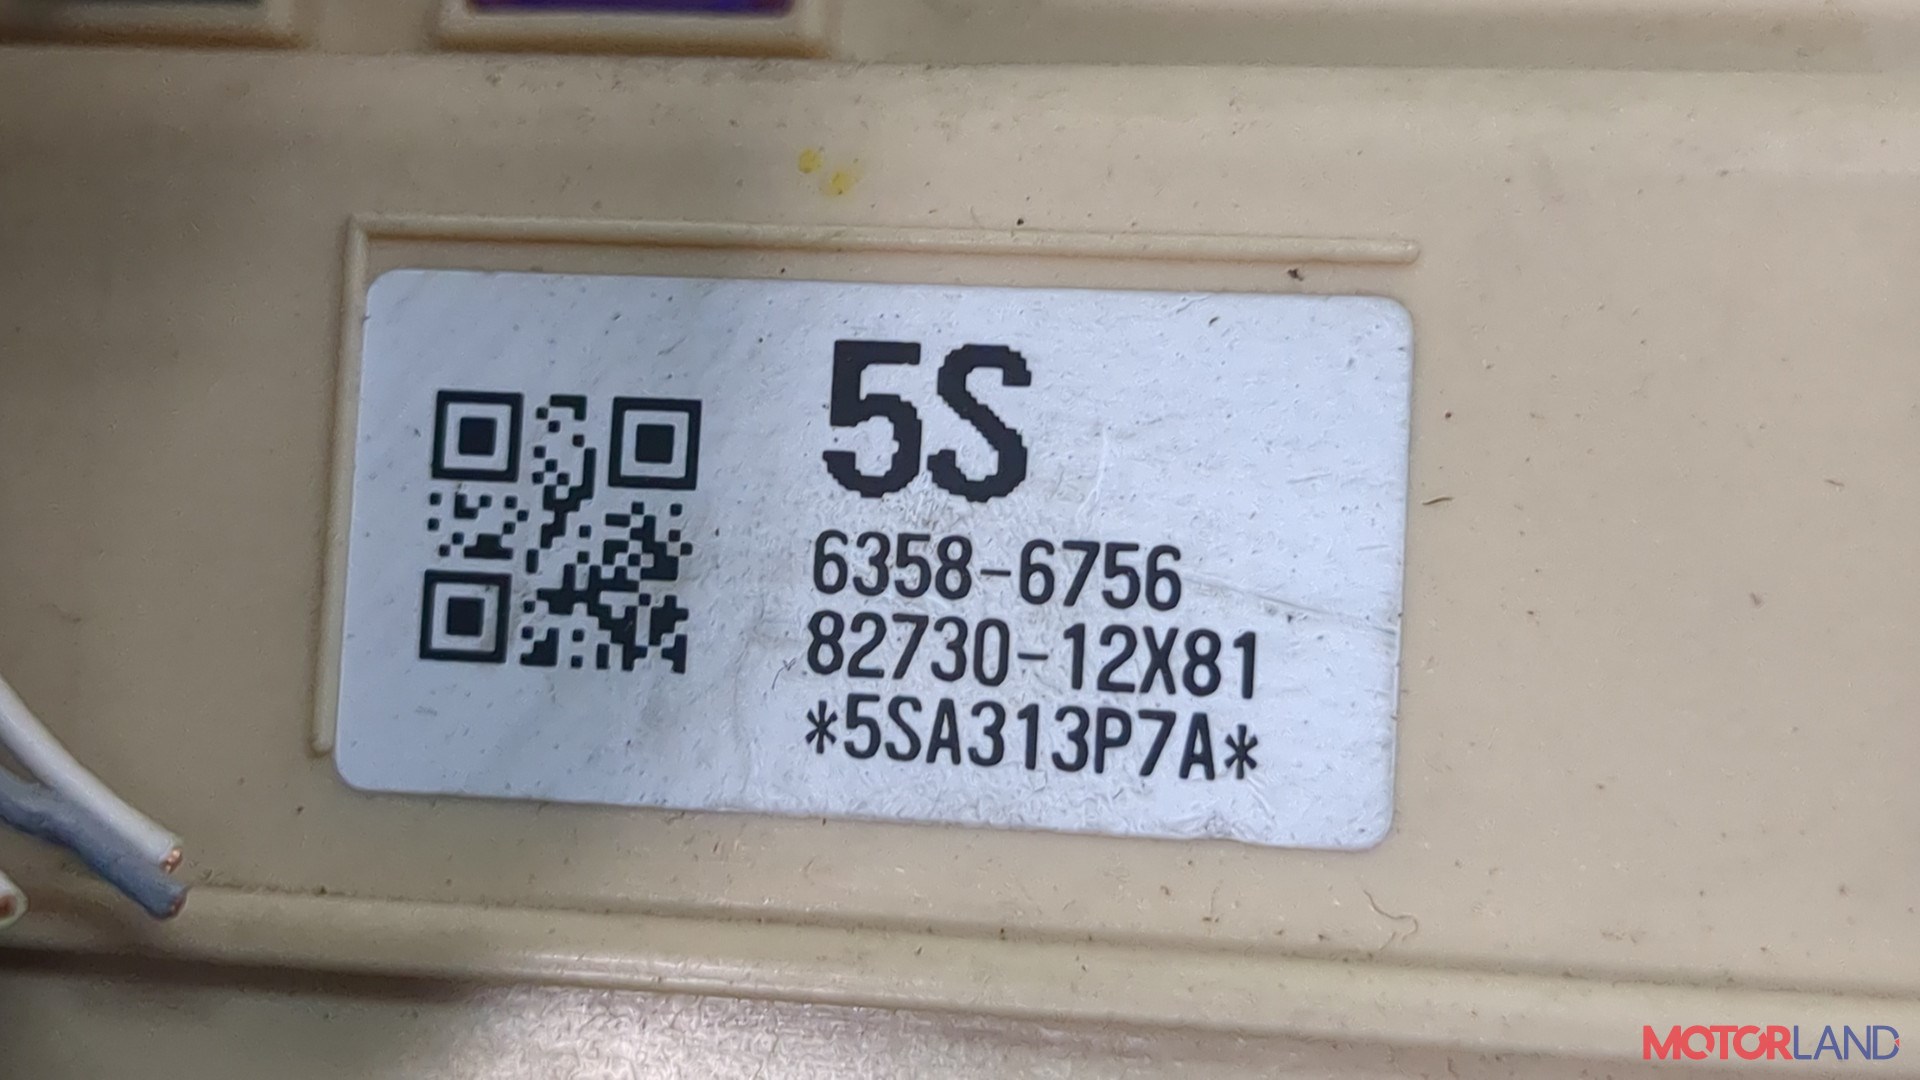 5S
6358-6756
82730-12X81
*5SA313P7A*
MOTORLAND